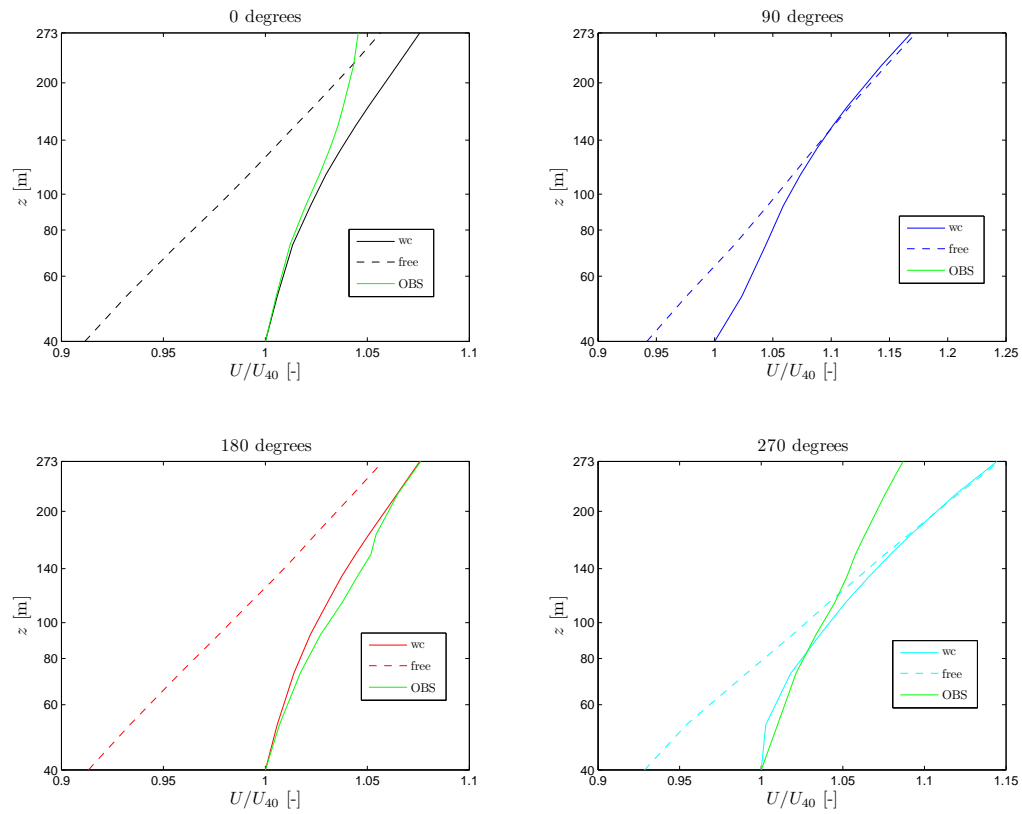 0 degrees
273
200
140
100
80
60
40
0.9 0.95 1 1.05 1.1
z [m]
U/U40 [-]
wc
free
OBS
90 degrees
273
200
140
100
80
60
40
0.9 0.95 1 1.05 1.1 1.15 1.2 1.25
z [m]
U/U40 [-]
wc
free
OBS
180 degrees
273
200
140
100
80
60
40
0.9 0.95 1 1.05 1.1
z [m]
U/U40 [-]
wc
free
OBS
270 degrees
273
200
140
100
80
60
40
0.9 0.95 1 1.05 1.1 1.15
z [m]
U/U40 [-]
wc
free
OBS